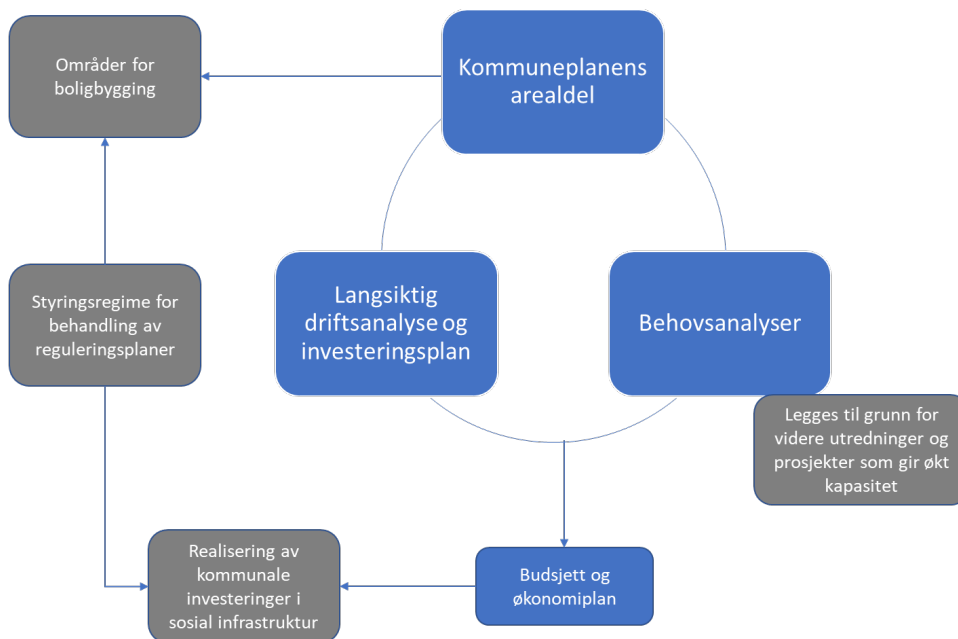 Områder for
boligbygging
Kommuneplanens
arealdel
Styringsregime for
behandling av
reguleringsplaner
Langsiktig
driftsanalyse og
investeringsplan
Behovsanalyser
Legges til grunn for
videre utredninger og
prosjekter som gir økt
kapasitet
Realisering av
kommunale
investeringer i
sosial infrastruktur
Budsjett og
økonomiplan